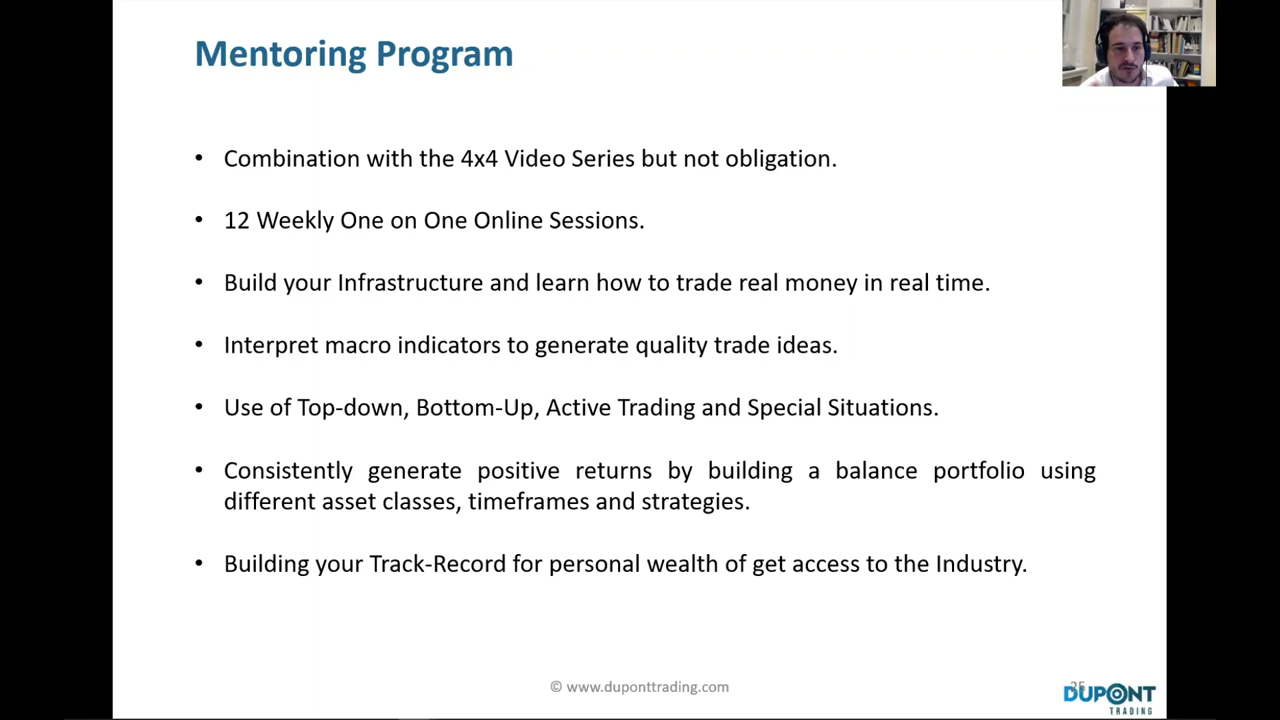 Mentoring Program
• Combination with the 4x4 Video Series but not obligation.
• 12 Weekly One on One Online Sessions.
• Build your Infrastructure and learn how to trade real money in real time.
• Interpret macro indicators to generate quality trade ideas.
• Use of Top-down, Bottom-Up, Active Trading and Special Situations.
• Consistently generate positive returns by building a balance portfolio using
different asset classes, timeframes and strategies.
• Building your Track-Record for personal wealth of get access to the Industry.
© www.duponttrading.com
DUPONT
TRADING